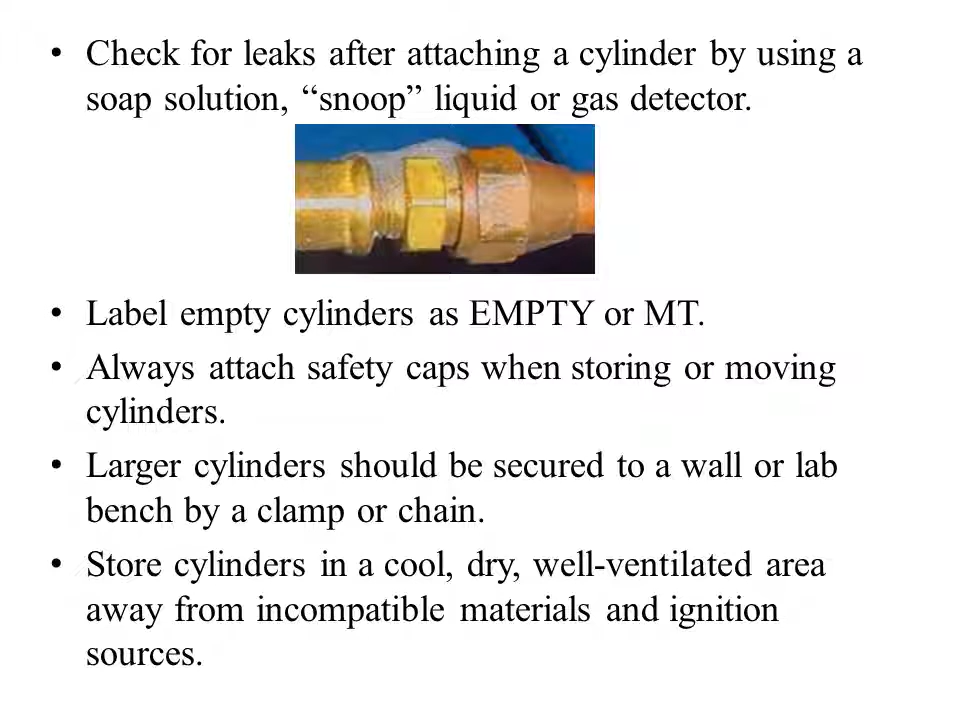 • Check for leaks after attaching a cylinder by using a
soap solution, “snoop” liquid or gas detector.
• Label empty cylinders as EMPTY or MT.
• Always attach safety caps when storing or moving
cylinders.
• Larger cylinders should be secured to a wall or lab
bench by a clamp or chain.
• Store cylinders in a cool, dry, well-ventilated area
away from incompatible materials and ignition
sources.